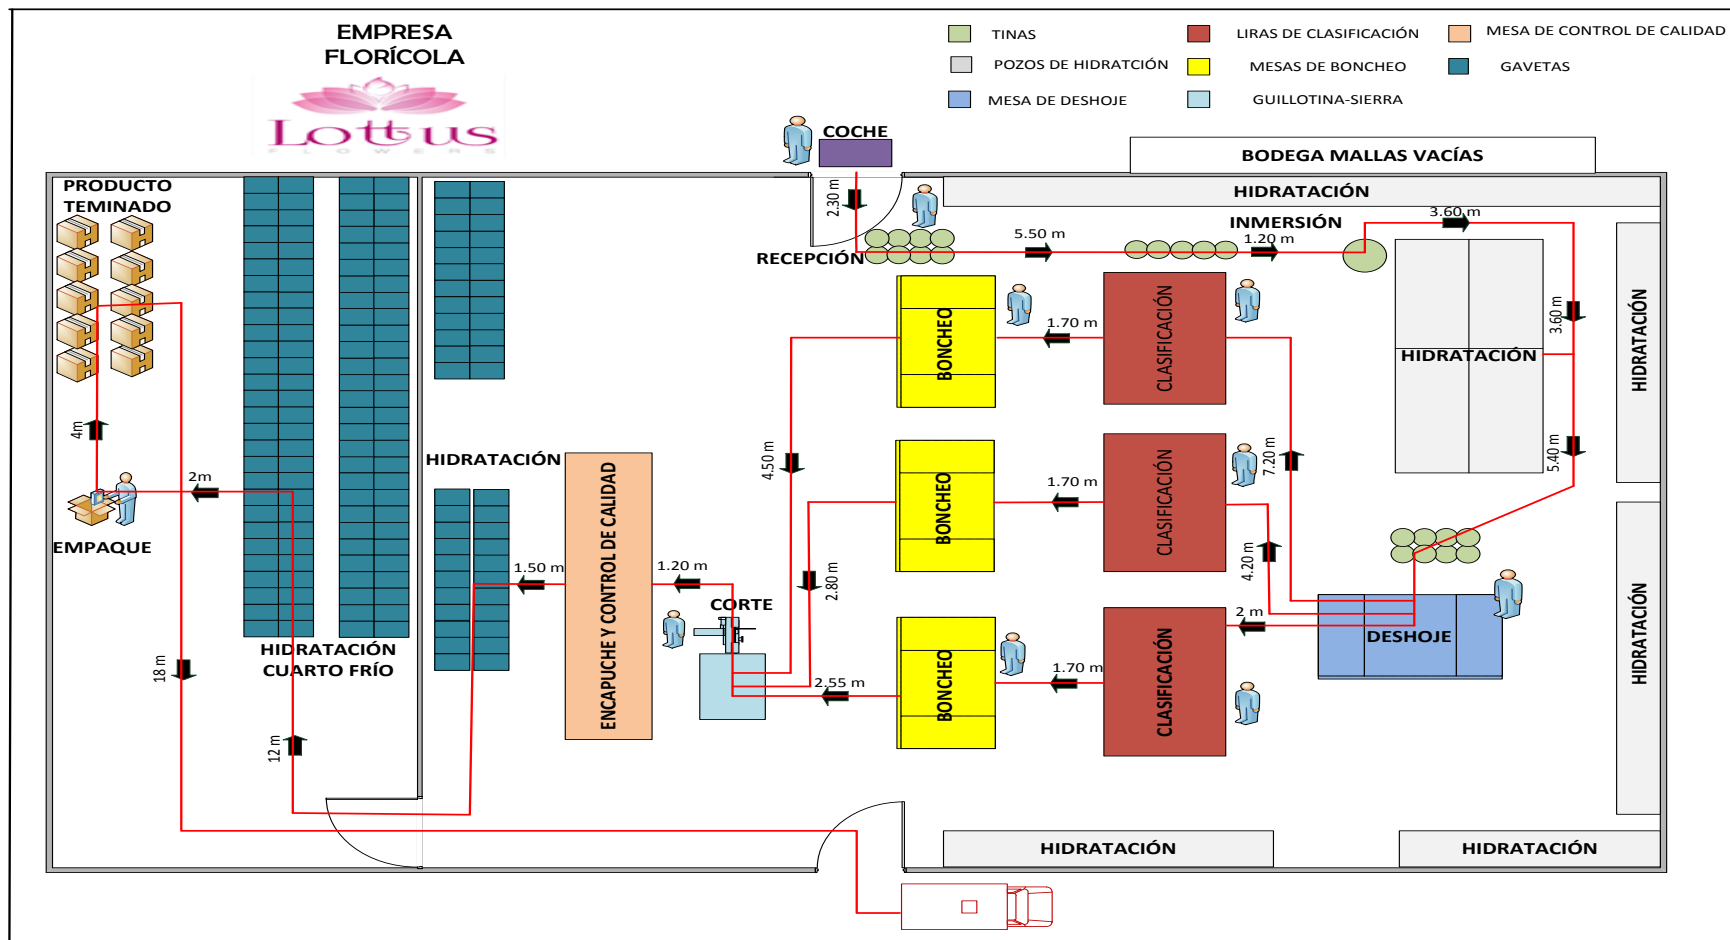 EMPRESA
FLORÍCOLA
Lottus
FLOWERS
TINAS
LIRAS DE CLASIFICACIÓN
MESA DE CONTROL DE CALIDAD
POZOS DE HIDRATCIÓN
MESAS DE BONCHEO
GAVETAS
MESA DE DESHOJE
GUILLOTINA-SIERRA
COCHE
BODEGA MALLAS VACÍAS
PRODUCTO
TEMINADO
HIDRATACIÓN
2.30 m
RECEPCIÓN
5.50 m
INMERSIÓN
1.20 m
3.60 m
3.60 m
HIDRATACIÓN
HIDRATACIÓN
5.40 m
BONCHEO
1.70 m
CLASIFICACIÓN
4.50 m
7.20 m
4m
2m
EMPAQUE
HIDRATACIÓN
ENCAPUCHE Y CONTROL DE CALIDAD
BONCHEO
1.70 m
CLASIFICACIÓN
4.20 m
2.80 m
1.50 m
1.20 m
CORTE
2 m
DESHOJE
HIDRATACIÓN
HIDRATACIÓN
CUARTO FRÍO
18 m
12 m
2.55 m
BONCHEO
1.70 m
CLASIFICACIÓN
HIDRATACIÓN
HIDRATACIÓN